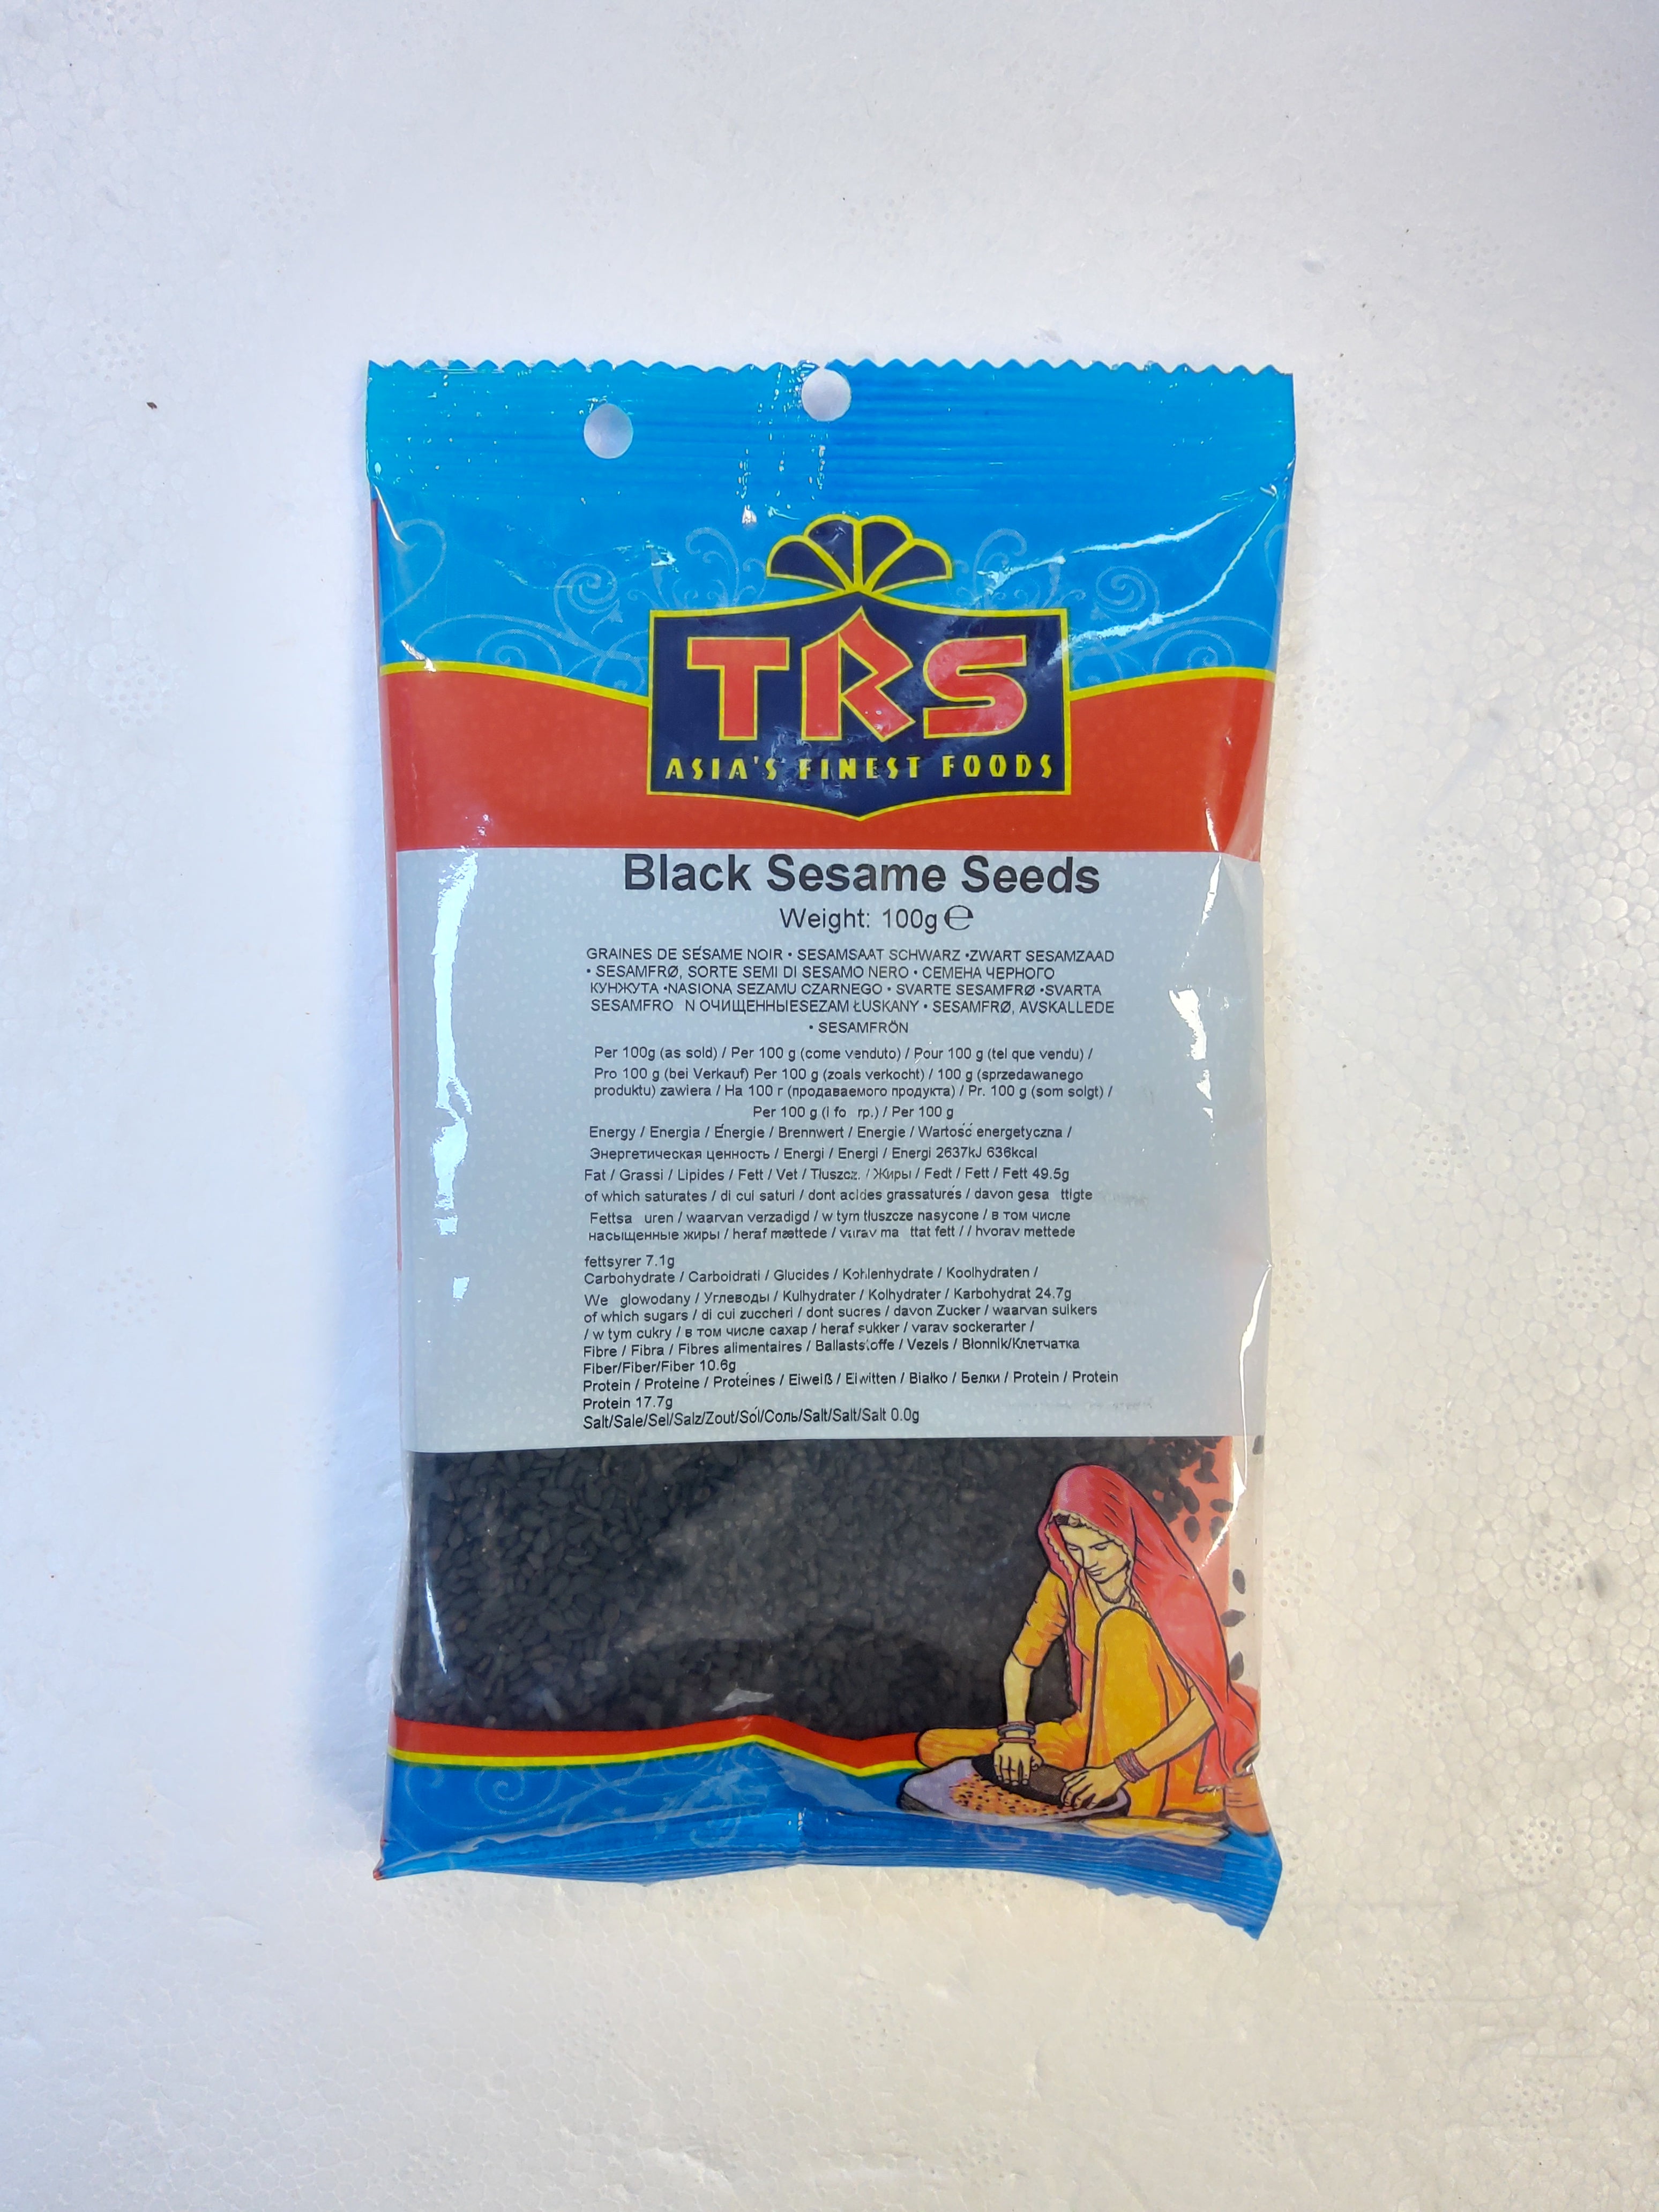 TRS
ASIA'S FINEST FOODS
Black Sesame Seeds
Weight: 100g ℮
GRAINES DE SÉSAME NOIR • SESAMSAAT SCHWARZ •ZWART SESAMZAAD
• SESAMFRØ, SORTE SEMI DI SESAMO NERO • СЕМЕНА ЧЕРНОГО
КУНЖУТА •NASIONA SEZAMU CZARNEGO • SVARTE SESAMFRØ •SVARTA
SESAMFRO N ОЧИЩЕННЫESEZAM ŁUSKANY • SESAMFRØ, AVSKALLEDE
• SESAMFRÖN
Per 100g (as sold) / Per 100 g (come venduto) / Pour 100 g (tel que vendu) /
Pro 100 g (bei Verkauf) Per 100 g (zoals verkocht) / 100 g (sprzedawanego
produktu) zawiera / На 100 г (продаваемого продукта) / Pr. 100 g (som solgt) /
Per 100 g (i fo rp.) / Per 100 g
Energy / Energia / Énergie / Brennwert / Energie / Wartość energetyczna /
Энергетическая ценность / Energi / Energi / Energi 2637kJ 636kcal
Fat / Grassi / Lipides / Fett / Vet / Tłuszcz / Жиры / Fedt / Fett / Fett 49.5g
of which saturates / di cui saturi / dont acides grassaturés / davon gesa ttigte
Fettsa uren / waarvan verzadigd / w tym tłuszcze nasycone / в том числе
насыщенные жиры / heraf mættede / varav ma ttat fett / / hvorav mettede
fettsyrer 7.1g
Carbohydrate / Carboidrati / Glucides / Kohlenhydrate / Koolhydraten /
We glowodany / Углеводы / Kulhydrater / Kolhydrater / Karbohydrat 24.7g
of which sugars / di cui zuccheri / dont sucres / davon Zucker / waarvan suikers
/ w tym cukry / в том числе сахар / heraf sukker / varav sockerarter /
Fibre / Fibra / Fibres alimentaires / Ballaststoffe / Vezels / Błonnik/Клетчатка
Fiber/Fiber/Fiber 10.6g
Protein / Proteine / Protéines / Eiweiß / Eiwitten / Białko / Белки / Protein / Protein
Protein 17.7g
Salt/Sale/Sel/Salz/Zout/Sól/Соль/Salt/Salt/Salt 0.0g